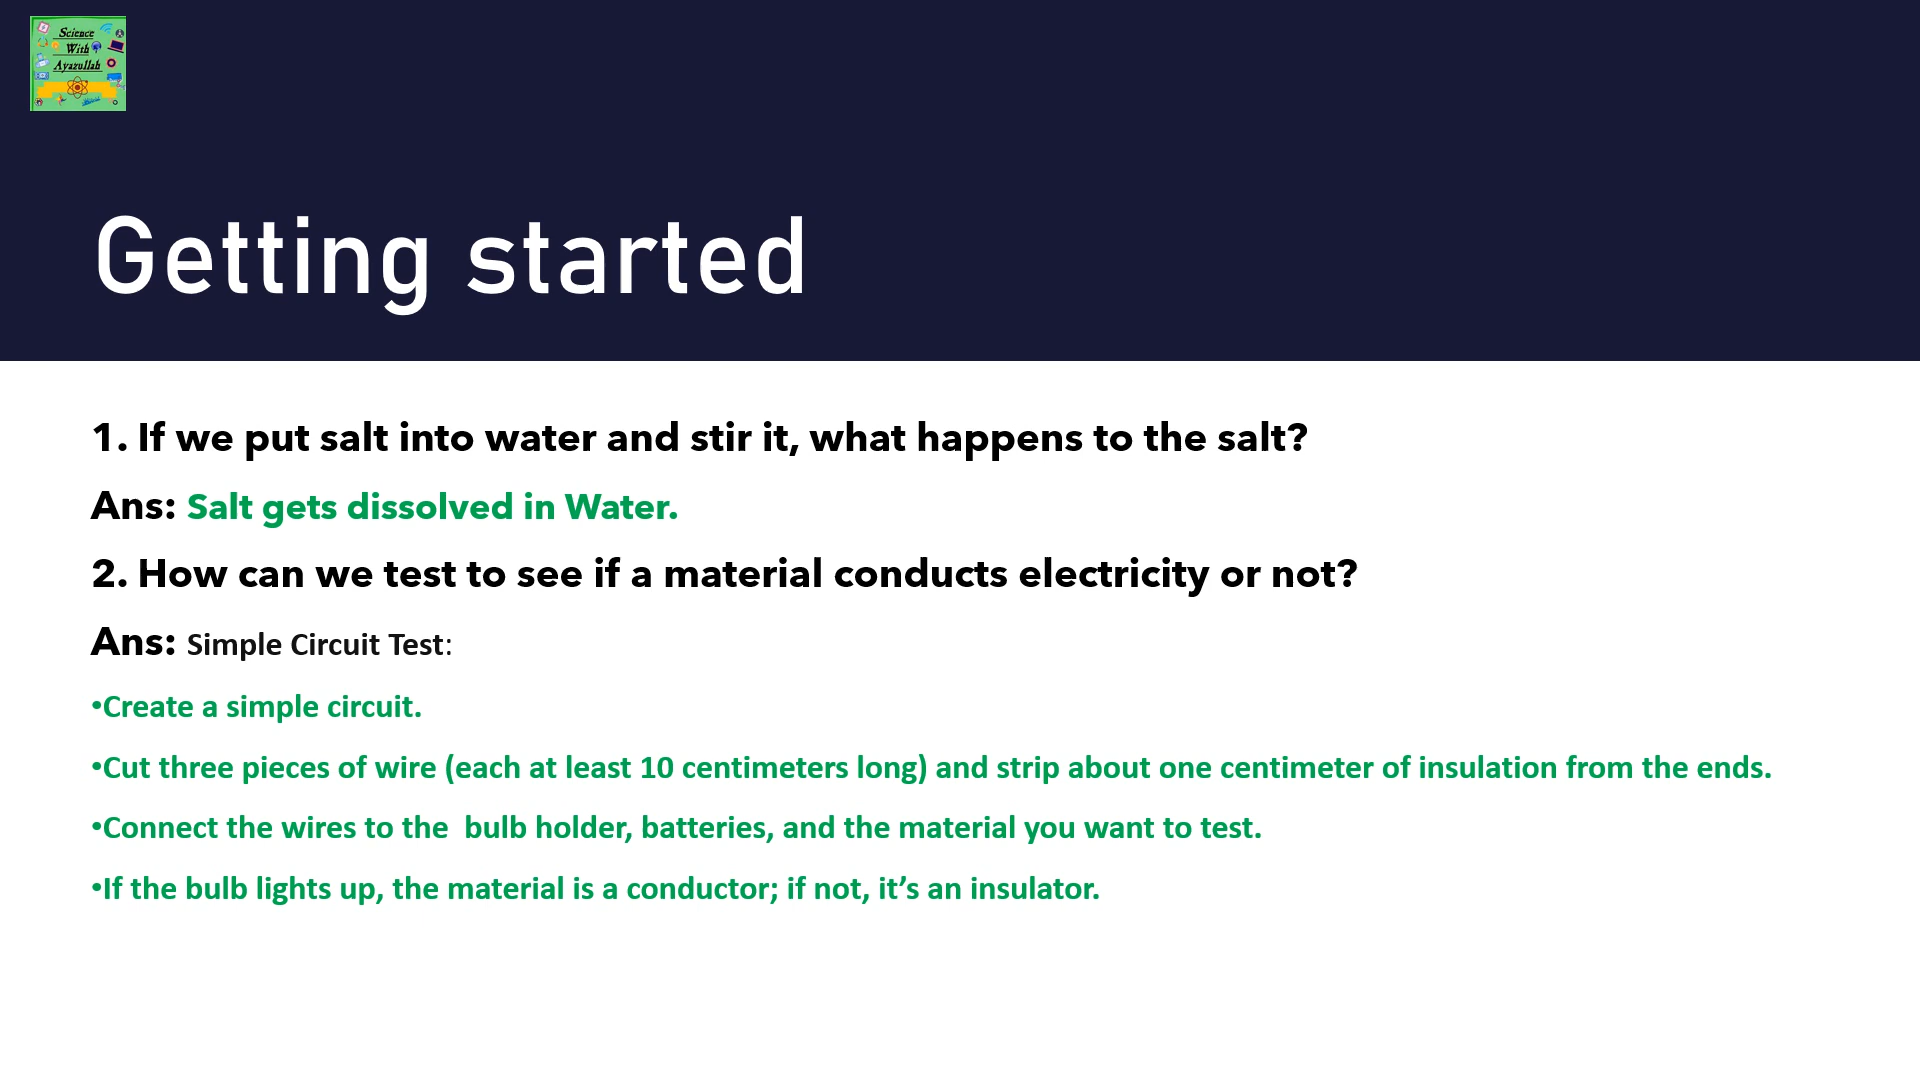 Science
With
Ayazullah
Getting started
1. If we put salt into water and stir it, what happens to the salt?
Ans: Salt gets dissolved in Water.
2. How can we test to see if a material conducts electricity or not?
Ans: Simple Circuit Test:
•Create a simple circuit.
•Cut three pieces of wire (each at least 10 centimeters long) and strip about one centimeter of insulation from the ends.
•Connect the wires to the  bulb holder, batteries, and the material you want to test.
•If the bulb lights up, the material is a conductor; if not, it’s an insulator.